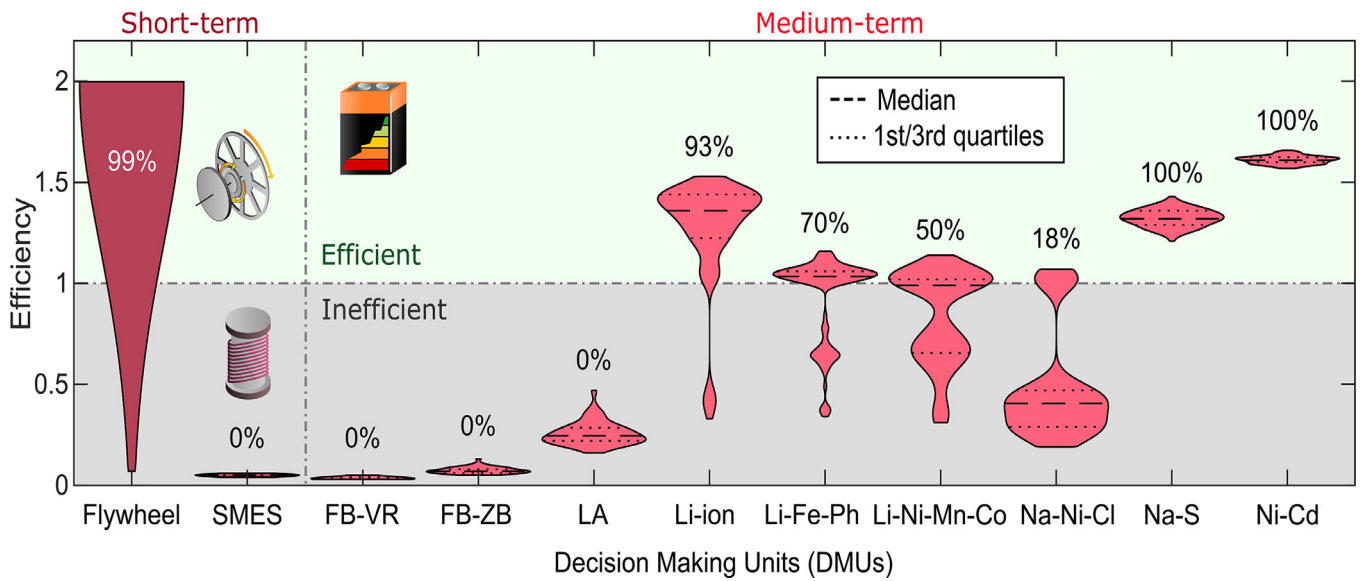 Short-term
Medium-term
2
1.5
1
0.5
0
Efficiency
99%
0%
0%
0%
0%
93%
70%
50%
18%
100%
100%
Median
1st/3rd quartiles
Efficient
Inefficient
Flywheel SMES FB-VR FB-ZB LA Li-ion Li-Fe-Ph Li-Ni-Mn-Co Na-Ni-Cl Na-S Ni-Cd
Decision Making Units (DMUs)